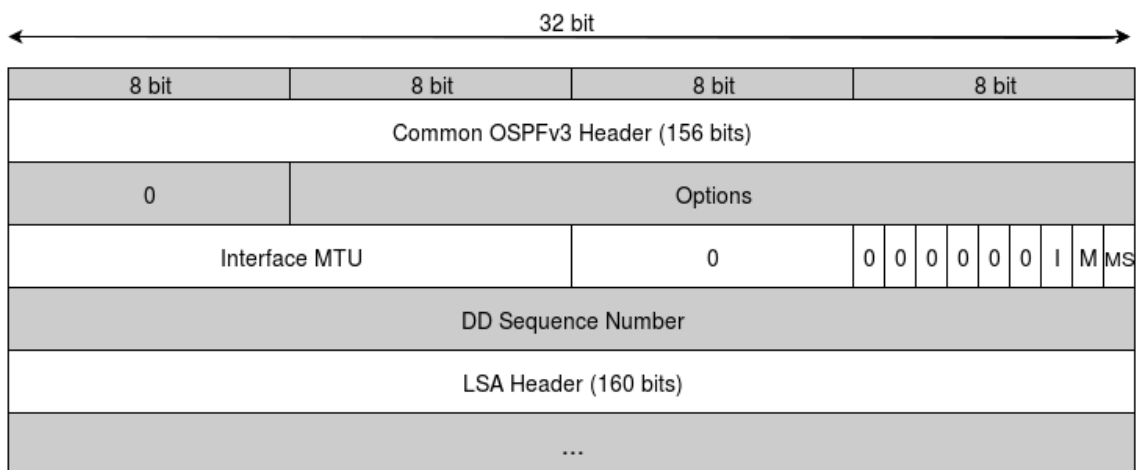 32 bit
8 bit 8 bit 8 bit 8 bit
Common OSPFv3 Header (156 bits)
0 Options
Interface MTU 0 0 0 0 0 0 0 I M MS
DD Sequence Number
LSA Header (160 bits)
...